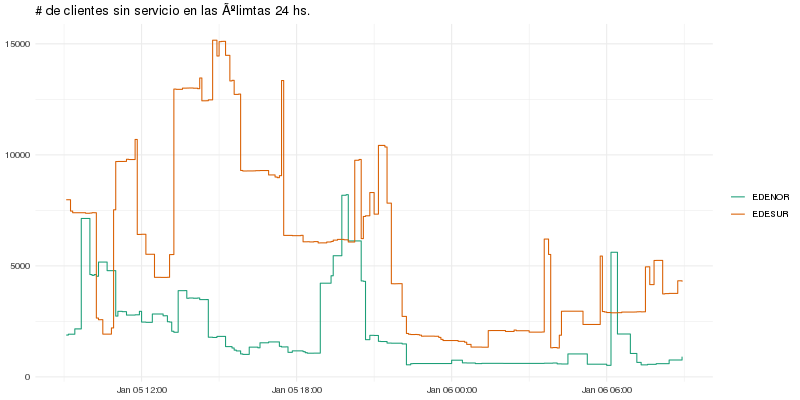 # de clientes sin servicio en las Ãºlimtas 24 hs.
15000
10000
5000
0
Jan 05 12:00
Jan 05 18:00
Jan 06 00:00
Jan 06 06:00
EDENOR
EDESUR